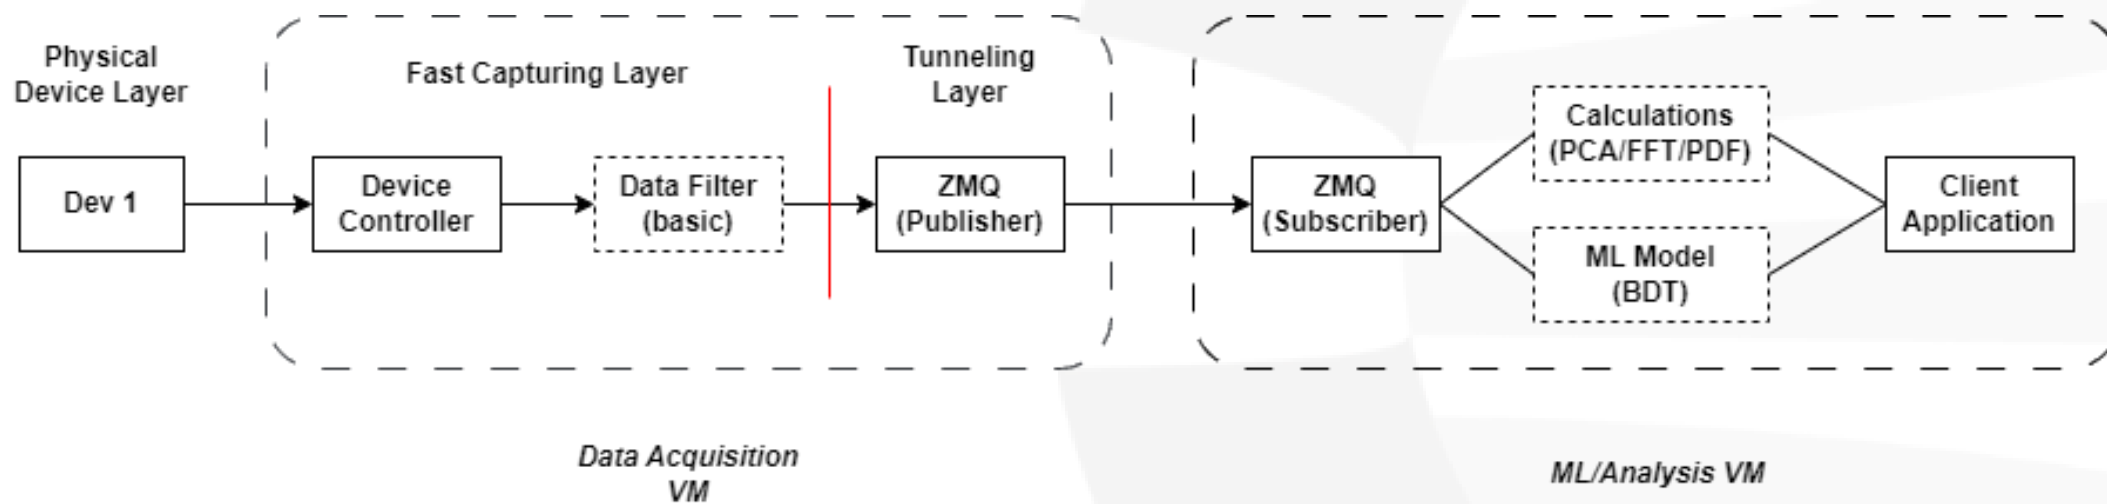 Physical
Device Layer
Fast Capturing Layer
Tunneling
Layer
Dev 1
Device
Controller
Data Filter
(basic)
ZMQ
(Publisher)
ZMQ
(Subscriber)
Calculations
(PCA/FFT/PDF)
ML Model
(BDT)
Client
Application
Data Acquisition
VM
ML/Analysis VM